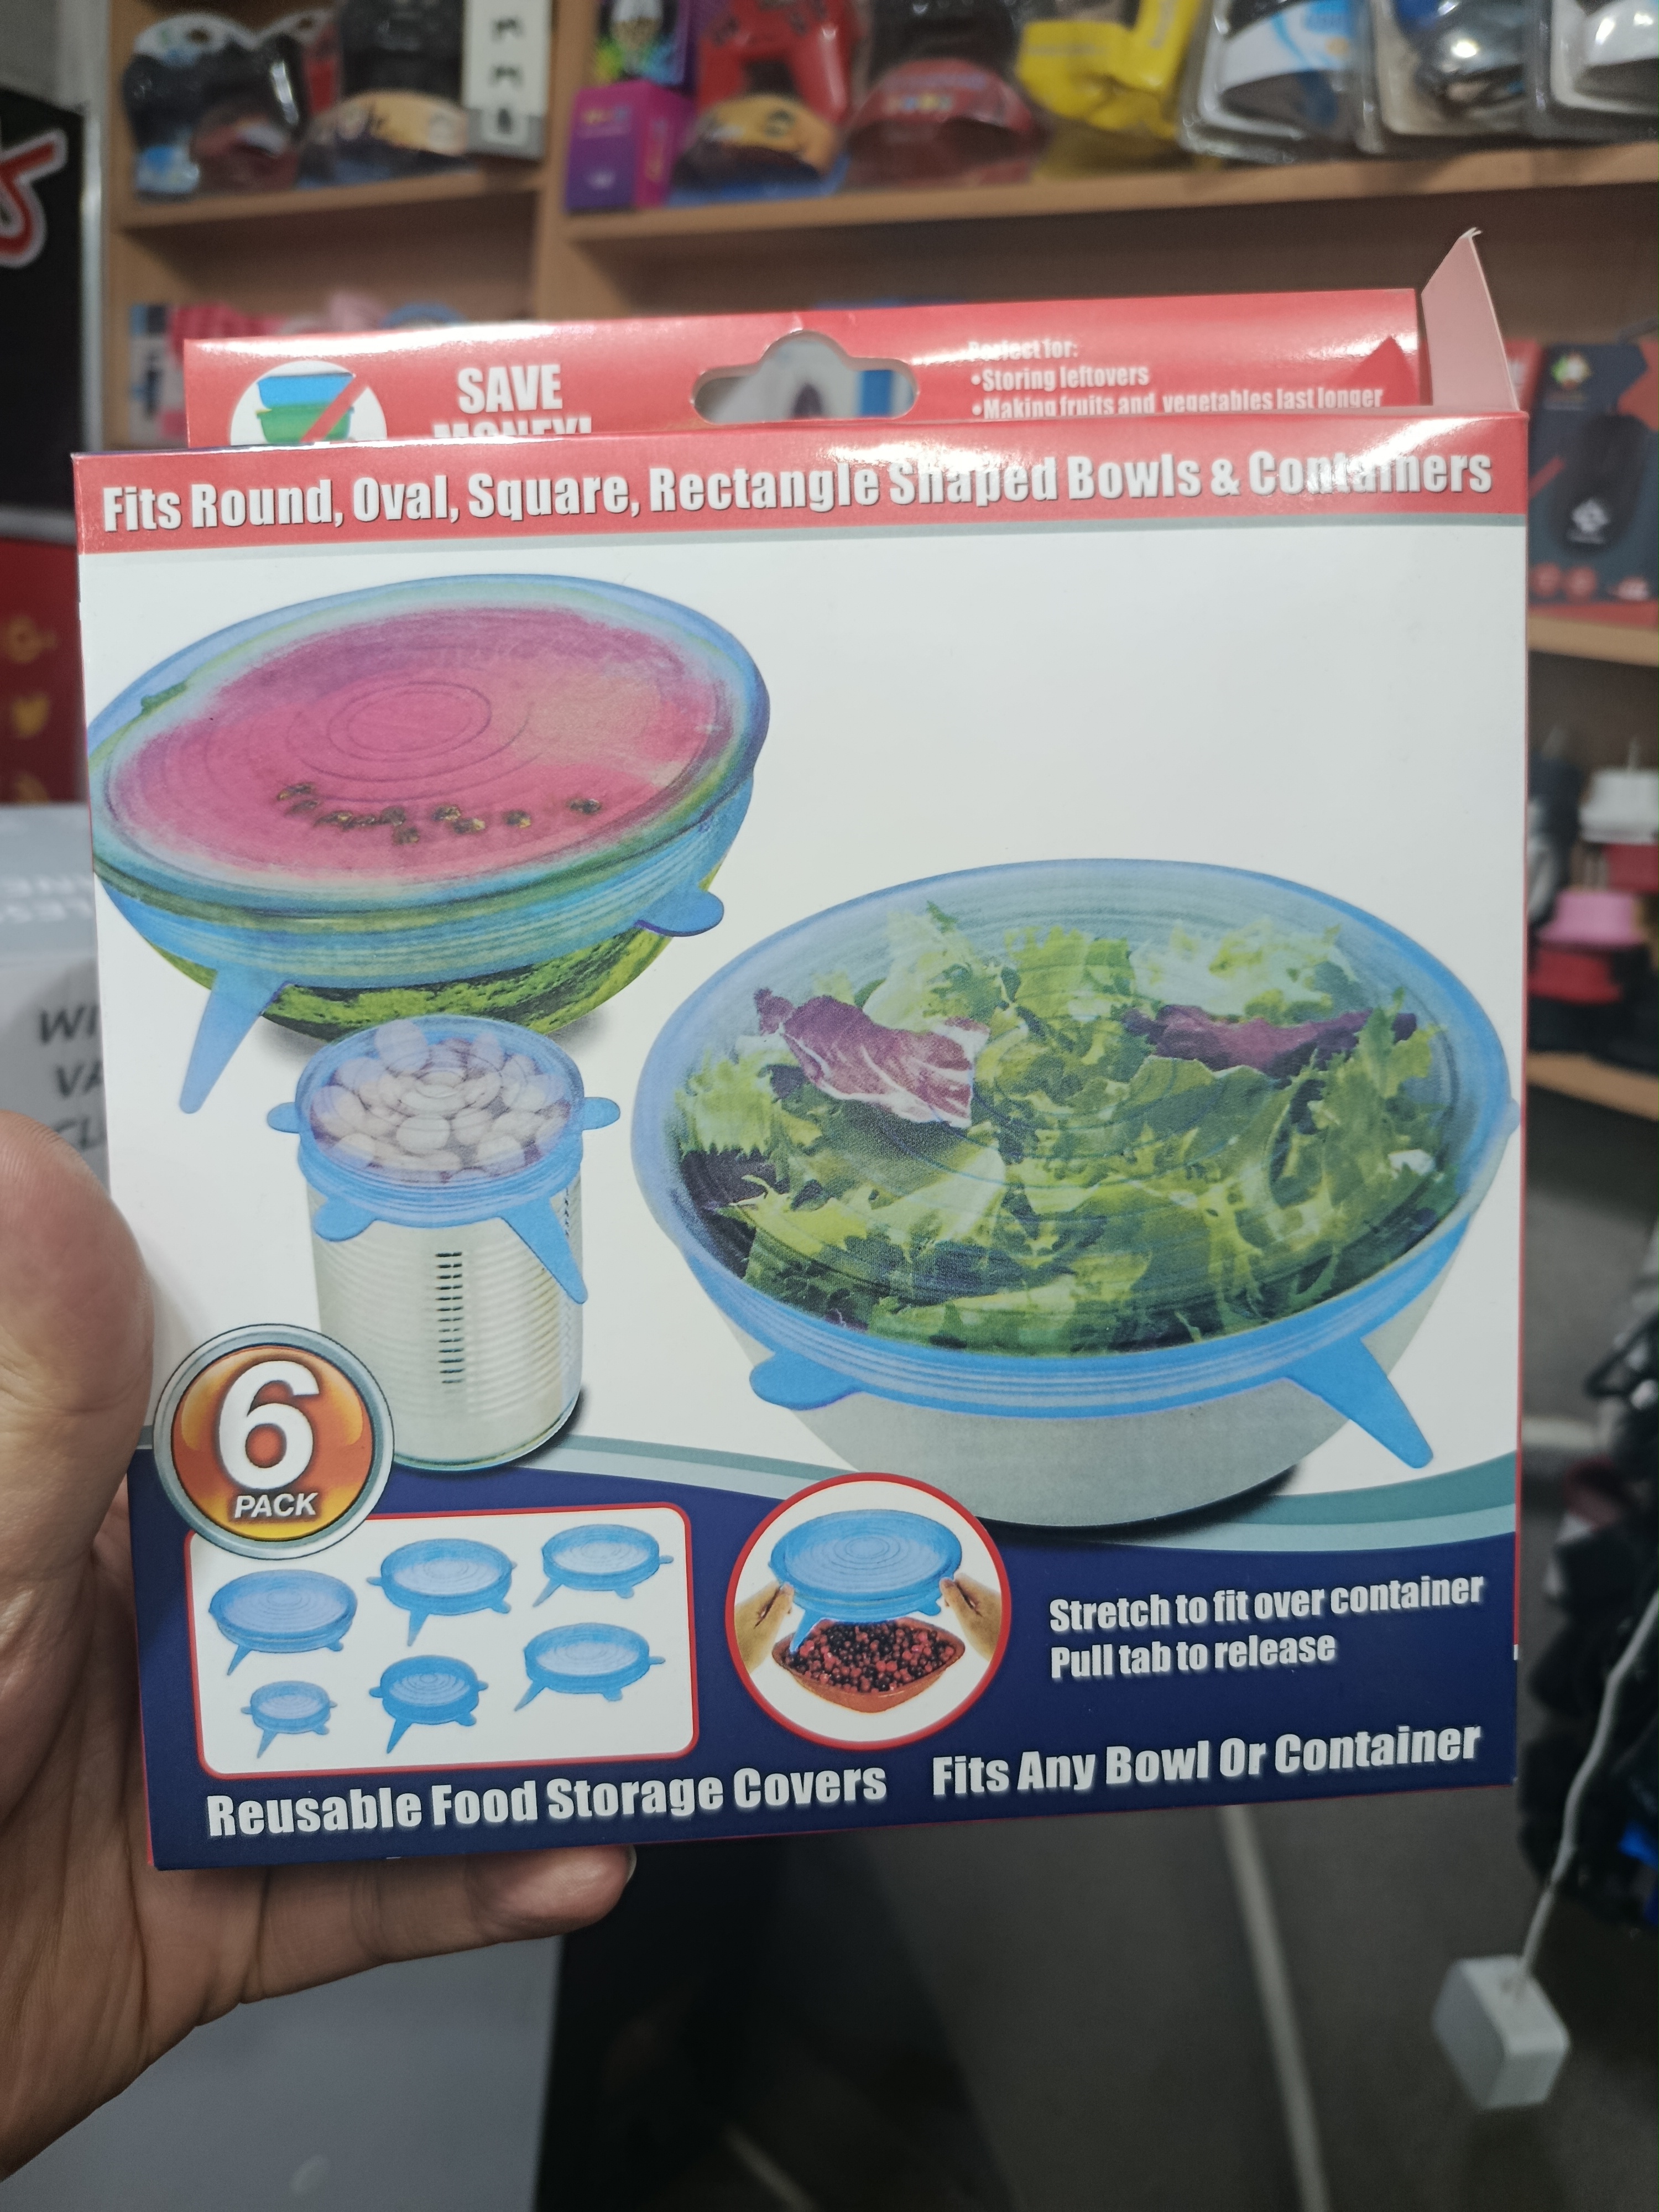 SAVE
MONEY!
Perfect for:
•Storing leftovers
•Making fruits and vegetables last longer
Fits Round, Oval, Square, Rectangle Shaped Bowls & Containers
6
PACK
Stretch to fit over container
Pull tab to release
Reusable Food Storage Covers
Fits Any Bowl Or Container